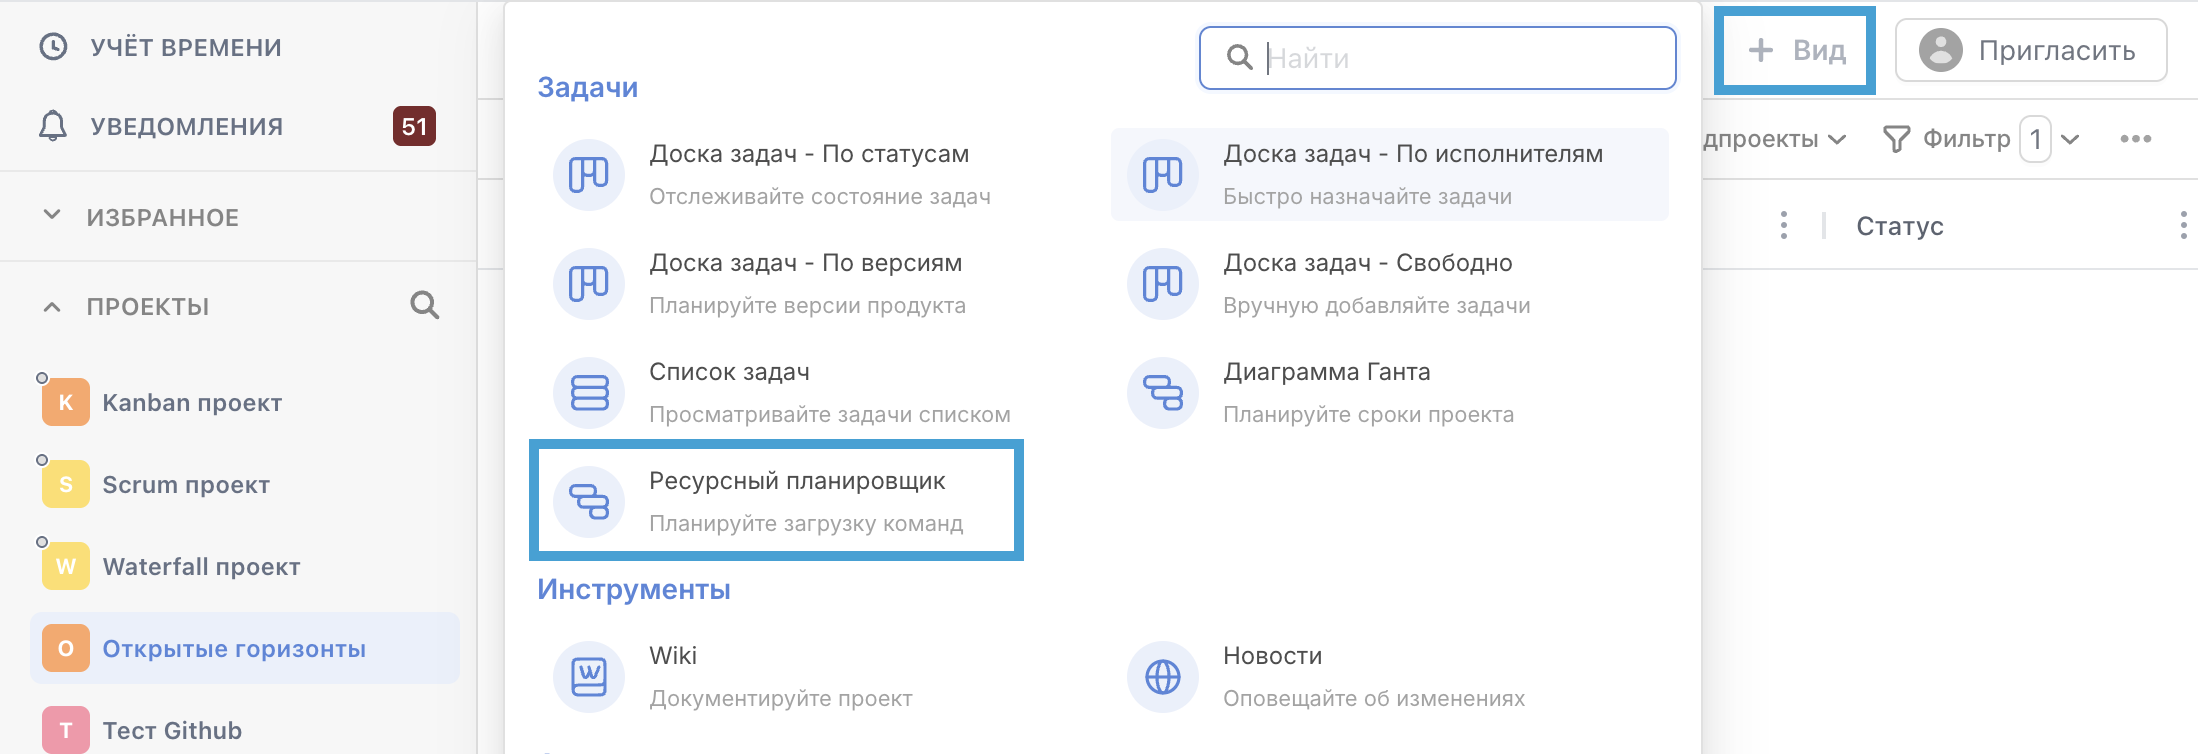 УЧЁТ ВРЕМЕНИ
УВЕДОМЛЕНИЯ 51
ИЗБРАННОЕ
ПРОЕКТЫ
K Kanban проект
S Scrum проект
W Waterfall проект
О Открытые горизонты
Т Тест Github
Найти
Задачи
Доска задач - По статусам
Отслеживайте состояние задач
Доска задач - По исполнителям
Быстро назначайте задачи
Доска задач - По версиям
Планируйте версии продукта
Доска задач - Свободно
Вручную добавляйте задачи
Список задач
Просматривайте задачи списком
Диаграмма Ганта
Планируйте сроки проекта
Ресурсный планировщик
Планируйте загрузку команд
Инструменты
W Wiki
Документируйте проект
Новости
Оповещайте об изменениях
+ Вид
Пригласить
дпроекты
Фильтр 1
Статус